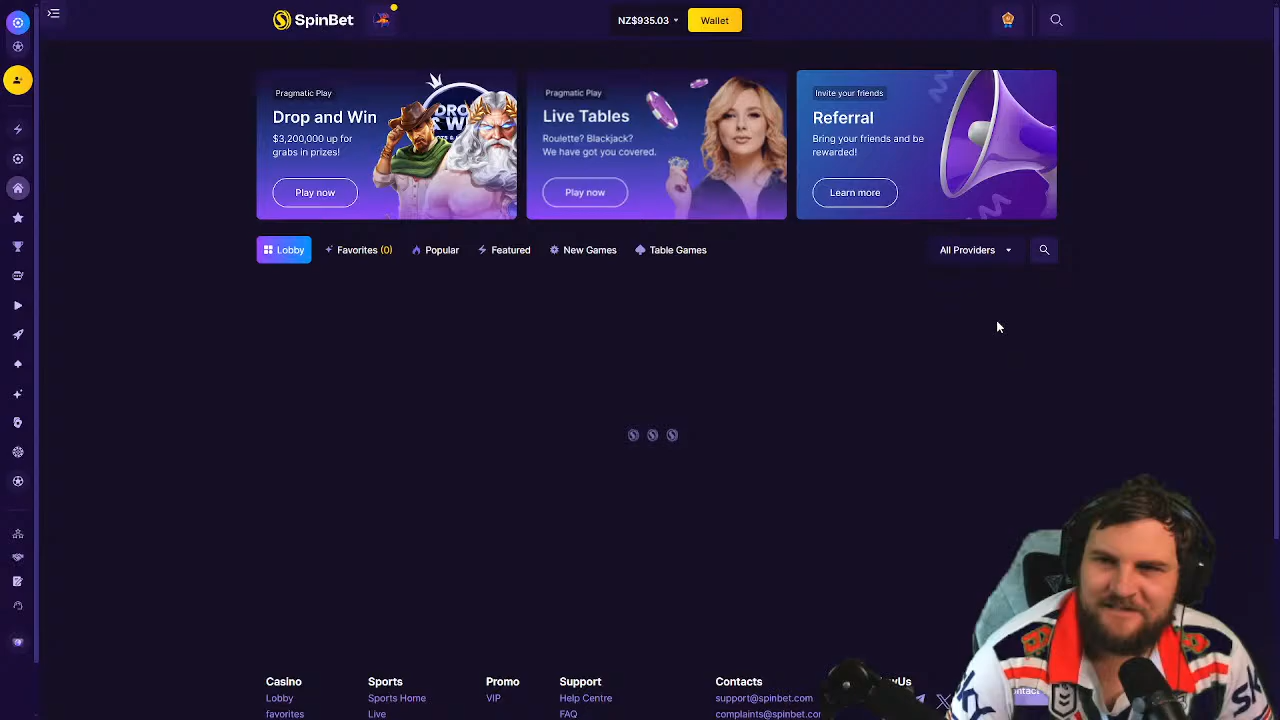 SpinBet
NZ$935.03
Wallet
Pragmatic Play
Drop and Win
$3,200,000 up for
grabs in prizes!
Play now
Pragmatic Play
Live Tables
Roulette? Blackjack?
We have got you covered.
Play now
Invite your friends
Referral
Bring your friends and be
rewarded!
Learn more
Lobby
Favorites (0)
Popular
Featured
New Games
Table Games
All Providers
Casino
Sports
Promo
Support
Contacts
Lobby
Sports Home
VIP
Help Centre
support@spinbet.com
favorites
Live
FAQ